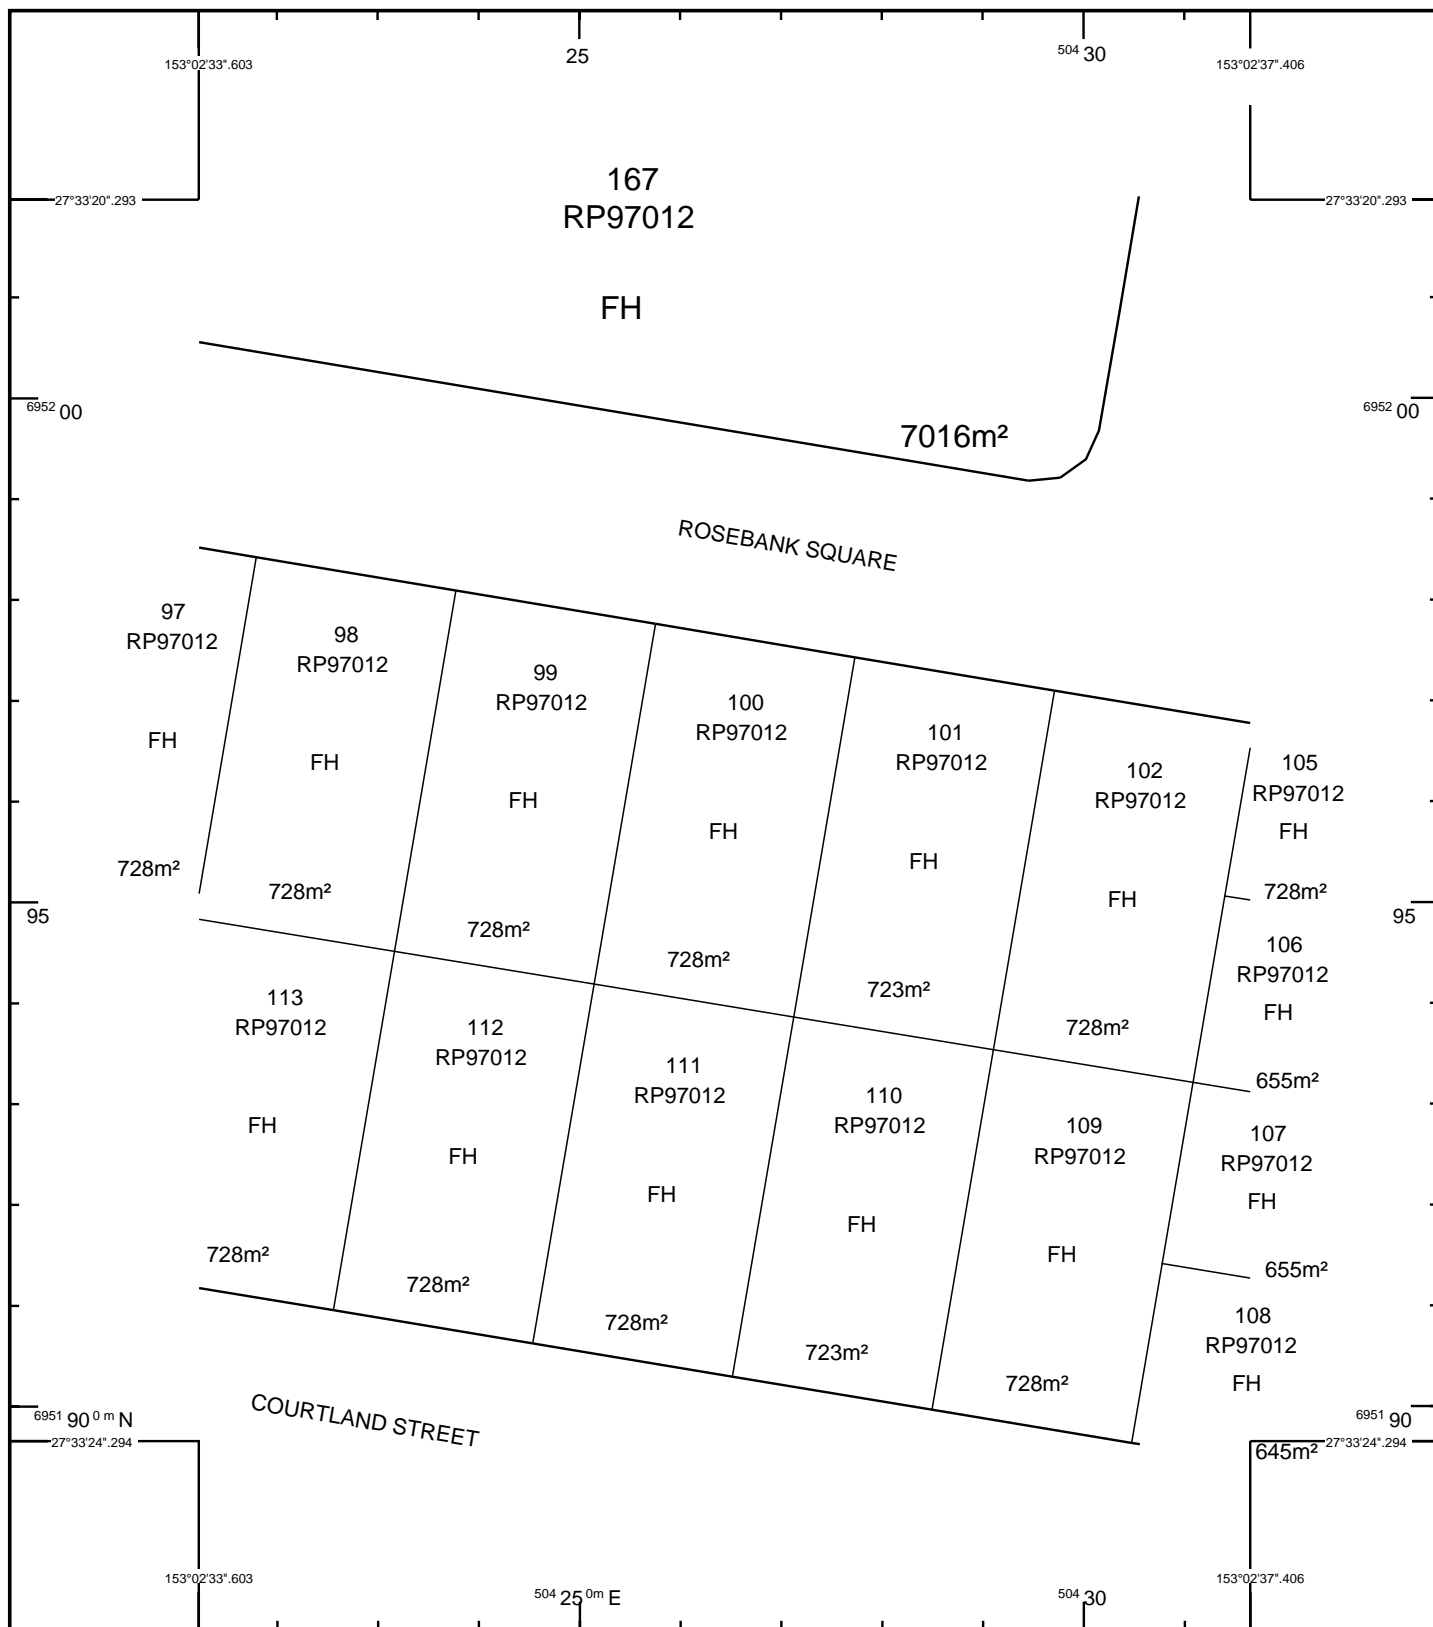 25
504 30
153°02'33".603
153°02'37".406
27°33'20".293
27°33'20".293
167
RP97012
FH
6952 00
6952 00
7016m²
ROSEBANK SQUARE
97
RP97012
FH
728m²
98
RP97012
FH
728m²
99
RP97012
FH
728m²
100
RP97012
FH
728m²
101
RP97012
FH
723m²
102
RP97012
FH
728m²
105
RP97012
FH
728m²
95
95
106
RP97012
FH
655m²
113
RP97012
FH
728m²
112
RP97012
FH
728m²
111
RP97012
FH
728m²
110
RP97012
FH
723m²
109
RP97012
FH
728m²
107
RP97012
FH
655m²
108
RP97012
FH
645m²
COURTLAND STREET
6951 90 0 m N
6951 90
27°33'24".294
27°33'24".294
153°02'33".603
153°02'37".406
504 25 0m E
504 30